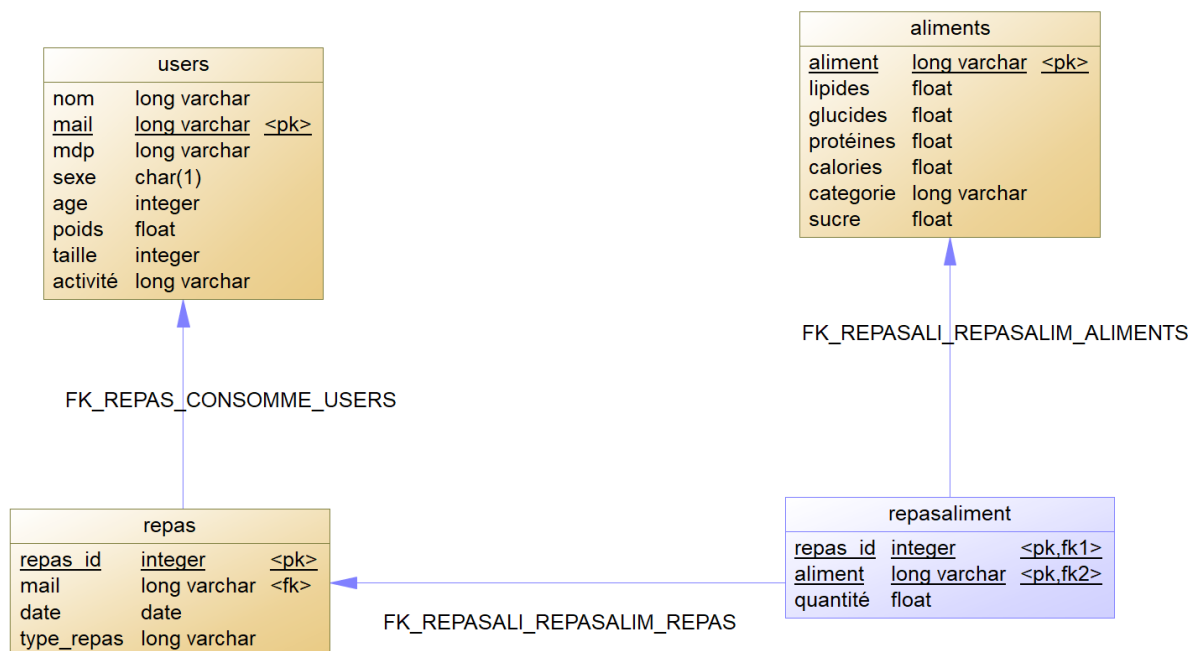 users
nom long varchar
mail long varchar <pk>
mdp long varchar
sexe char(1)
age integer
poids float
taille integer
activité long varchar
aliments
aliment long varchar <pk>
lipides float
glucides float
protéines float
calories float
categorie long varchar
sucre float
FK_REPASALI_REPASALIM_ALIMENTS
FK_REPAS_CONSOMME_USERS
repas
repas_id integer <pk>
mail long varchar <fk>
date date
type_repas long varchar
FK_REPASALI_REPASALIM_REPAS
repasaliment
repas_id integer <pk,fk1>
aliment long varchar <pk,fk2>
quantité float